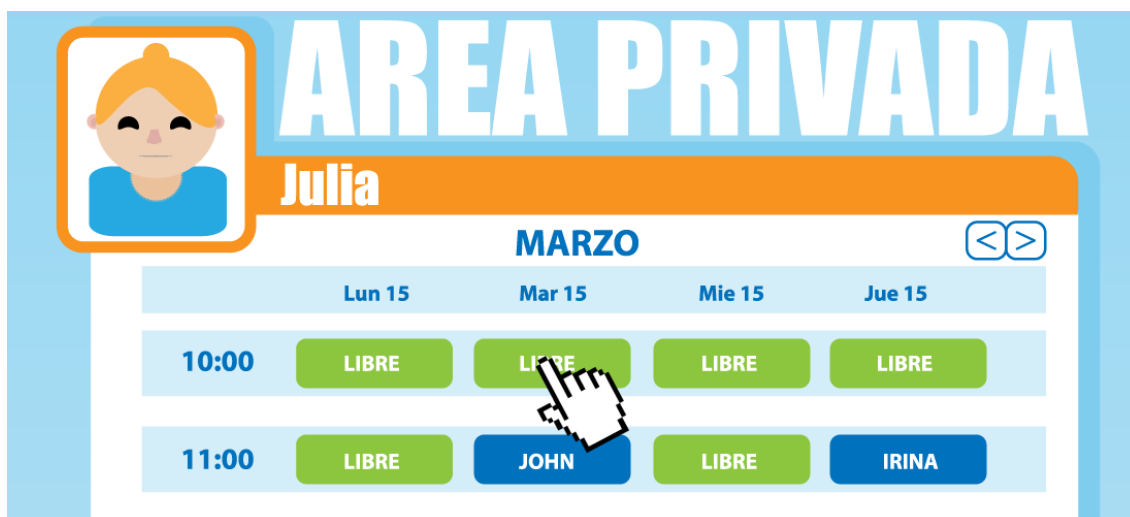 AREA PRIVADA
Julia
MARZO
< >
Lun 15 Mar 15 Mie 15 Jue 15
10:00 LIBRE LIBRE LIBRE LIBRE
11:00 LIBRE JOHN LIBRE IRINA